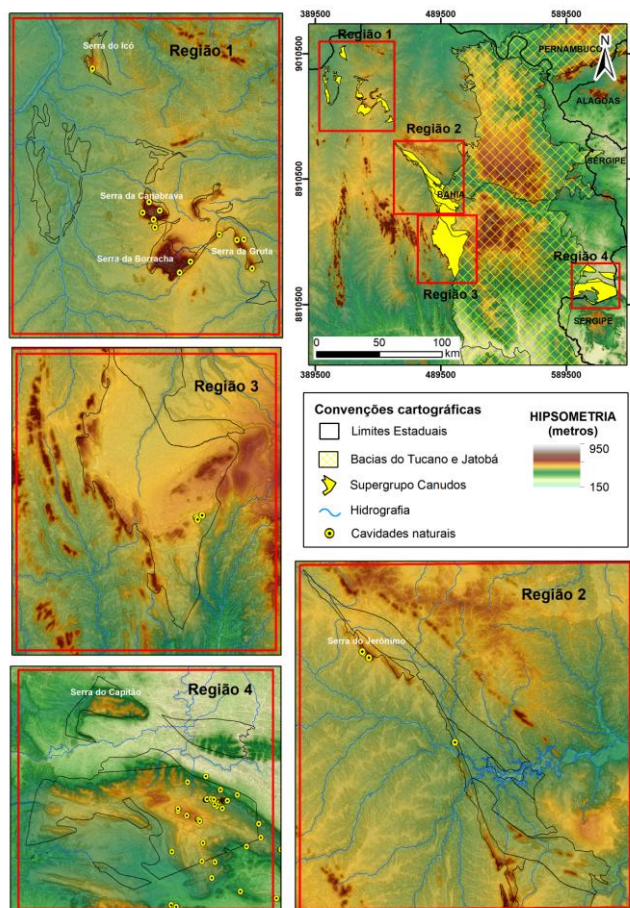 Região 1
Serra do Icó
Serra da Canabrava
Serra da Gruta
Serra da Borracha
389500
489500
589500
9010500
8910500
8810500
Região 1
PERNAMBUCO
N
ALAGOAS
Região 2
SERGIPE
BAHIA
Região 4
Região 3
SERGIPE
0
50
100
km
389500
489500
589500
Região 3
Convenções cartográficas
Limites Estaduais
Bacias do Tucano e Jatobá
Supergrupo Canudos
Hidrografia
Cavidades naturais
HIPSOMETRIA
(metros)
950
150
Região 2
Serra do Jerônimo
Região 4
Serra do Capitão